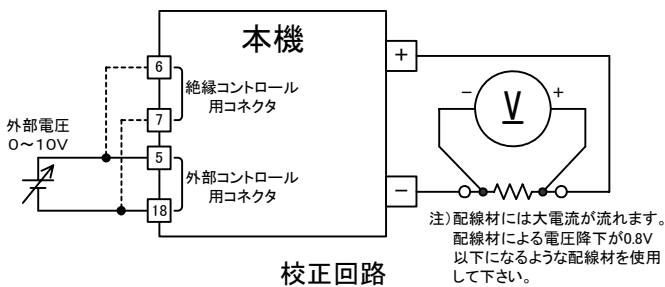 本機
+
6
絶縁コントロール
用コネクタ
7
− V +
外部電圧
0～10V
5
外部コントロール
用コネクタ
−
18
注）配線材には大電流が流れます。
配線材による電圧降下が0.8V
以下になるような配線材を使用
して下さい。
校正回路